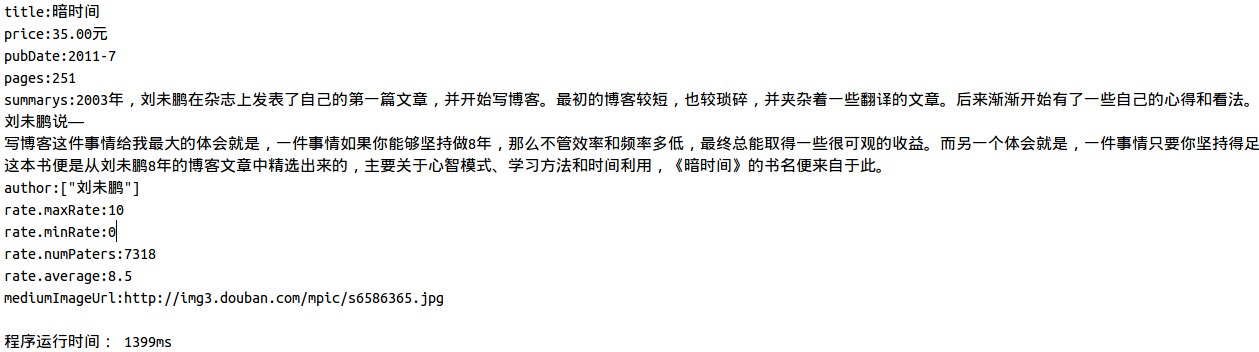 title:暗时间
price:35.00元
pubDate:2011-7
pages:251
summarys:2003年，刘未鹏在杂志上发表了自己的第一篇文章，并开始写博客。最初的博客较短，也较琐碎，并夹杂着一些翻译的文章。后来渐渐开始有了一些自己的心得和看法。
刘未鹏说——
写博客这件事情给我最大的体会就是，一件事情如果你能够坚持做8年，那么不管效率和频率多低，最终总能取得一些很可观的收益。而另一个体会就是，一件事情只要你坚持得足
这本书便是从刘未鹏8年的博客文章中精选出来的，主要关于心智模式、学习方法和时间利用，《暗时间》的书名便来自于此。
author:["刘未鹏"]
rate.maxRate:10
rate.minRate:0
rate.numPaters:7318
rate.average:8.5
mediumImageUrl:http://img3.douban.com/mpic/s6586365.jpg
程序运行时间： 1399ms